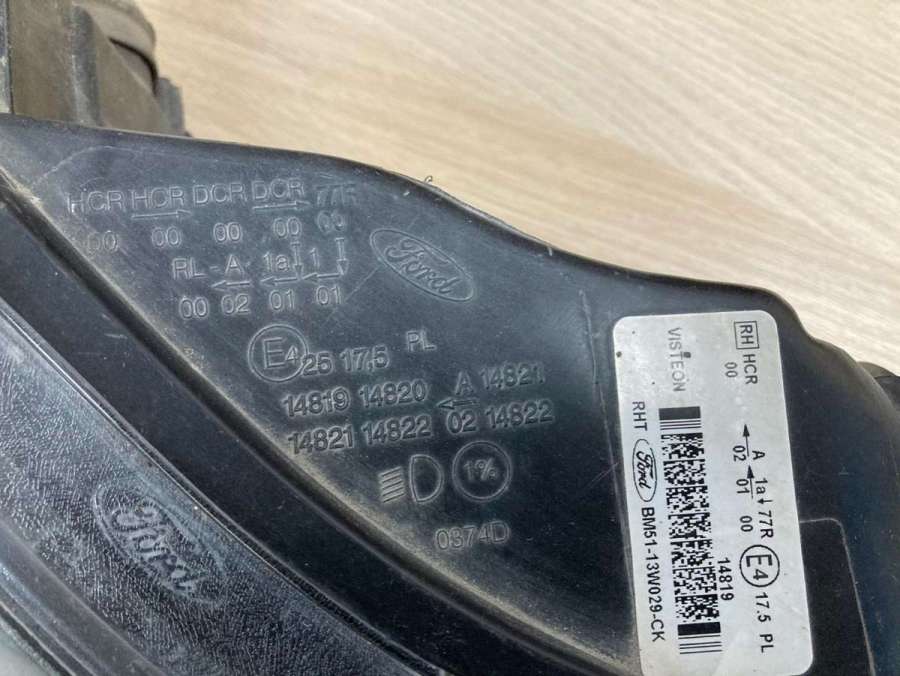 HCR HCR DCR DCR 77R
00 00 00 00 00
RL-A 1a 1
00 02 01 01
Ford
E4 25 17,5 PL
14819 14820 A 14821
14821 14822 02 14822
1%
0374D
Ford
RH HCR A 1a 77R E4 17.5 PL
00 02 01 00
14819
VISTEON
RHT Ford BM51-13W029-CK